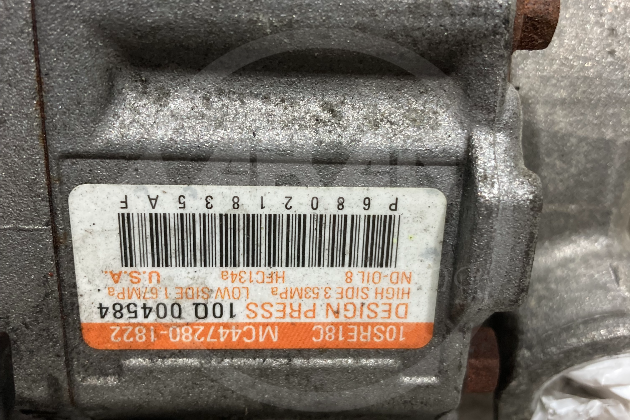 10SRE18C MC447280-1822
DESIGN PRESS 10Q 004584
HIGH SIDE 3.53MPa LOW SIDE 1.67MPa
ND-OIL 8 HFC134a U.S.A.
P68021835AF